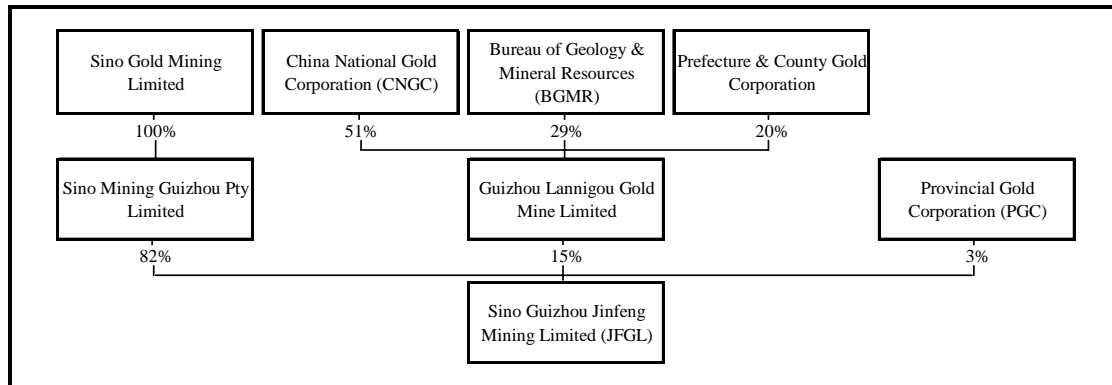 Sino Gold Mining
Limited
China National Gold
Corporation (CNGC)
Bureau of Geology &
Mineral Resources
(BGMR)
Prefecture & County Gold
Corporation
100%
51%
29%
20%
Sino Mining Guizhou Pty
Limited
Guizhou Lannigou Gold
Mine Limited
Provincial Gold
Corporation (PGC)
82%
15%
3%
Sino Guizhou Jinfeng
Mining Limited (JFGL)